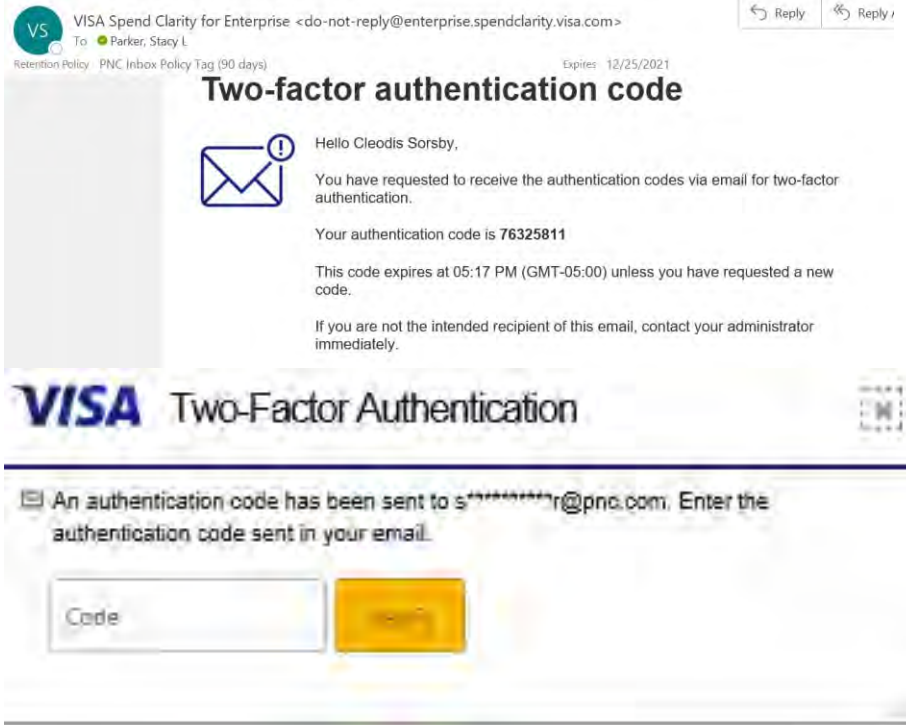 VS
VISA Spend Clarity for Enterprise <do-not-reply@enterprise.spendclarity.visa.com>
Reply
Reply
To Parker, Stacy L
Retention Policy PNC Inbox Policy Tag (90 days)
Expires 12/25/2021
Two-factor authentication code
Hello Cleodis Sorsby,
You have requested to receive the authentication codes via email for two-factor
authentication.
Your authentication code is 76325811
This code expires at 05:17 PM (GMT-05:00) unless you have requested a new
code.
If you are not the intended recipient of this email, contact your administrator
immediately.
VISA Two-Factor Authentication
An authentication code has been sent to s**********r@pnc.com. Enter the
authentication code sent in your email.
Code